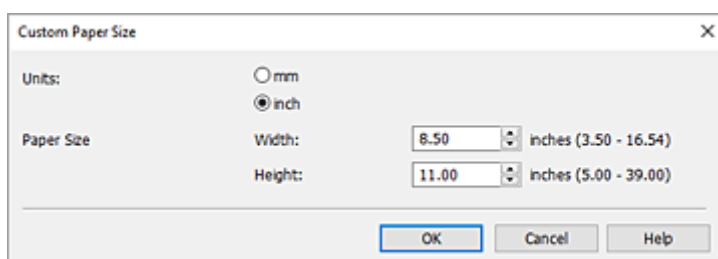 Custom Paper Size
Units:
mm
inch
Paper Size
Width:
8.50
inches (3.50 - 16.54)
Height:
11.00
inches (5.00 - 39.00)
OK
Cancel
Help